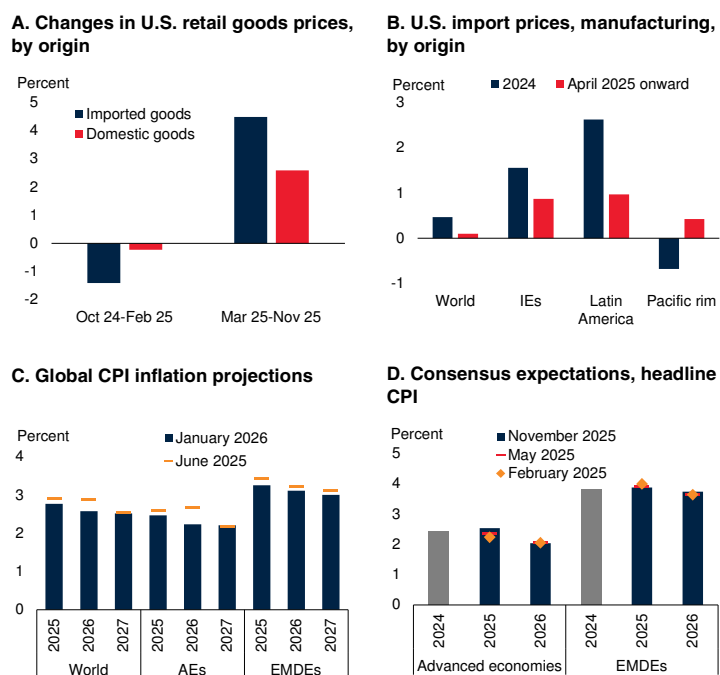 A. Changes in U.S. retail goods prices,
by origin
Percent
5
4
3
2
1
0
-1
-2
Imported goods
Domestic goods
Oct 24-Feb 25
Mar 25-Nov 25
B. U.S. import prices, manufacturing,
by origin
Percent
2024
April 2025 onward
3
2
1
0
-1
World
IEs
Latin
America
Pacific rim
C. Global CPI inflation projections
Percent
January 2026
June 2025
4
3
2
1
0
2025
2026
2027
2025
2026
2027
2025
2026
2027
World
AEs
EMDEs
D. Consensus expectations, headline
CPI
Percent
November 2025
May 2025
February 2025
5
4
3
2
1
0
2024
2025
2026
2024
2025
2026
Advanced economies
EMDEs